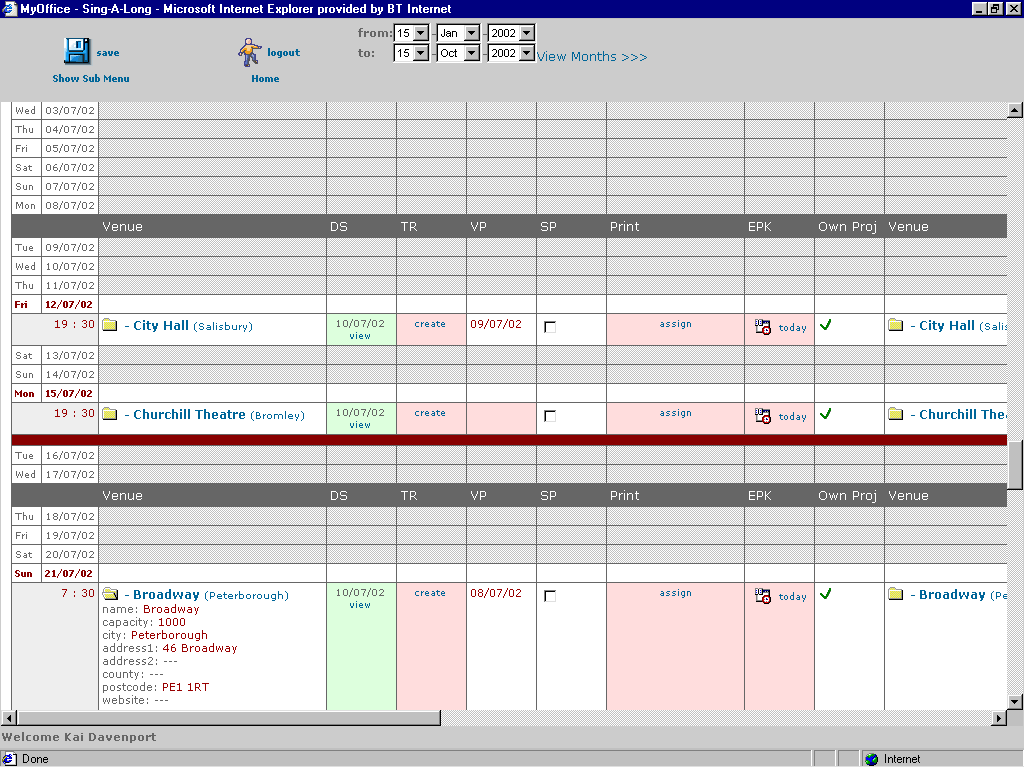 MyOffice - Sing-A-Long - Microsoft Internet Explorer provided by BT Internet
save
Show Sub Menu
logout
Home
from: 15 - Jan - 2002
to: 15 - Oct - 2002 View Months >>>
Wed 03/07/02
Thu 04/07/02
Fri 05/07/02
Sat 06/07/02
Sun 07/07/02
Mon 08/07/02
Venue DS TR VP SP Print EPK Own Proj Venue
Tue 09/07/02
Wed 10/07/02
Thu 11/07/02
Fri 12/07/02
19 : 30 - City Hall (Salisbury) 10/07/02 view create 09/07/02 assign today - City Hall (Salis
Sat 13/07/02
Sun 14/07/02
Mon 15/07/02
19 : 30 - Churchill Theatre (Bromley) 10/07/02 view create assign today - Churchill The
Tue 16/07/02
Wed 17/07/02
Venue DS TR VP SP Print EPK Own Proj Venue
Thu 18/07/02
Fri 19/07/02
Sat 20/07/02
Sun 21/07/02
7 : 30 - Broadway (Peterborough) 10/07/02 view create 08/07/02 assign today - Broadway (Pe
name: Broadway
capacity: 1000
city: Peterborough
address1: 46 Broadway
address2: ---
county: ---
postcode: PE1 1RT
website: ---
Welcome Kai Davenport
Done Internet